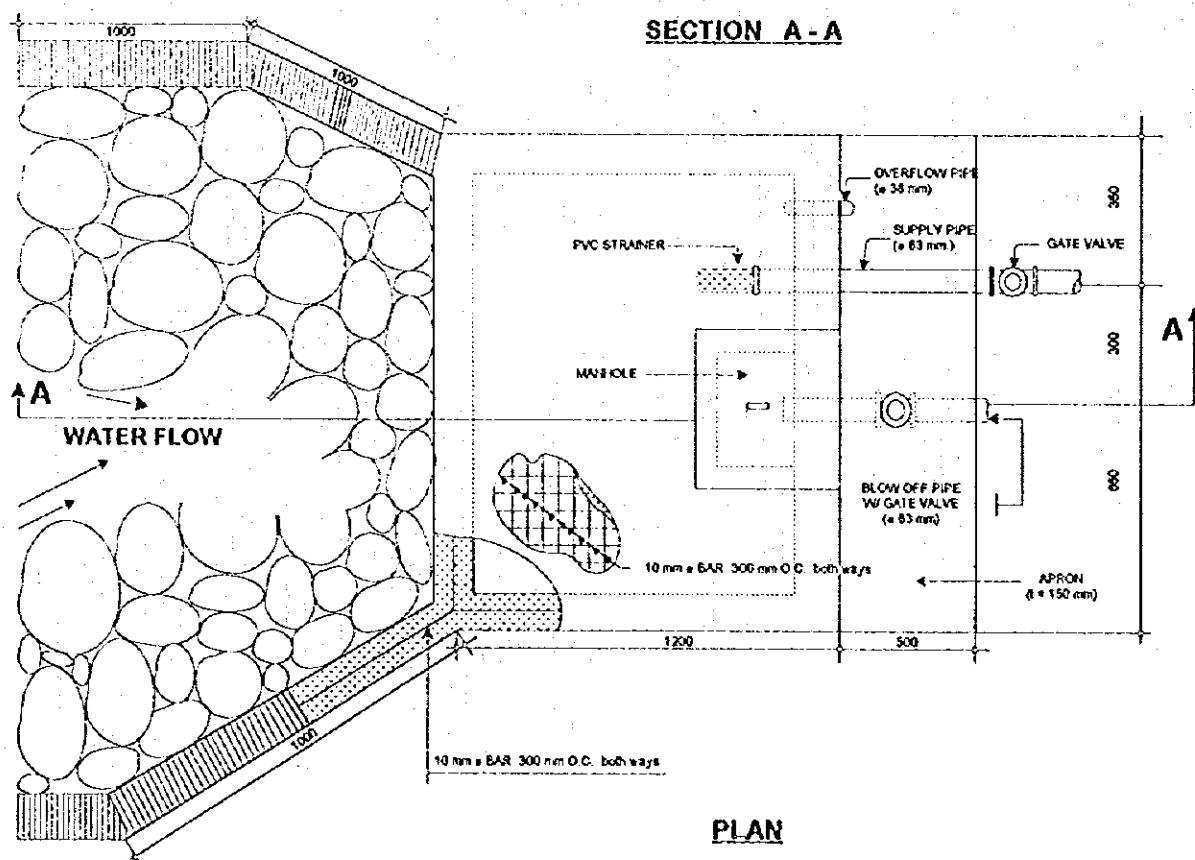 SECTION A-A
1000
1000
OVERFLOW PIPE
(ø 38 mm)
350
SUPPLY PIPE
(ø 63 mm)
PVC STRAINER
GATE VALVE
A
300
MANHOLE
A
WATER FLOW
BLOW OFF PIPE
W/ GATE VALVE
(ø 63 mm)
10 mm ø BAR 300 mm O.C. both ways
APRON
(t = 150 mm)
1200
500
1000
10 mm ø BAR 300 mm O.C. both ways
PLAN